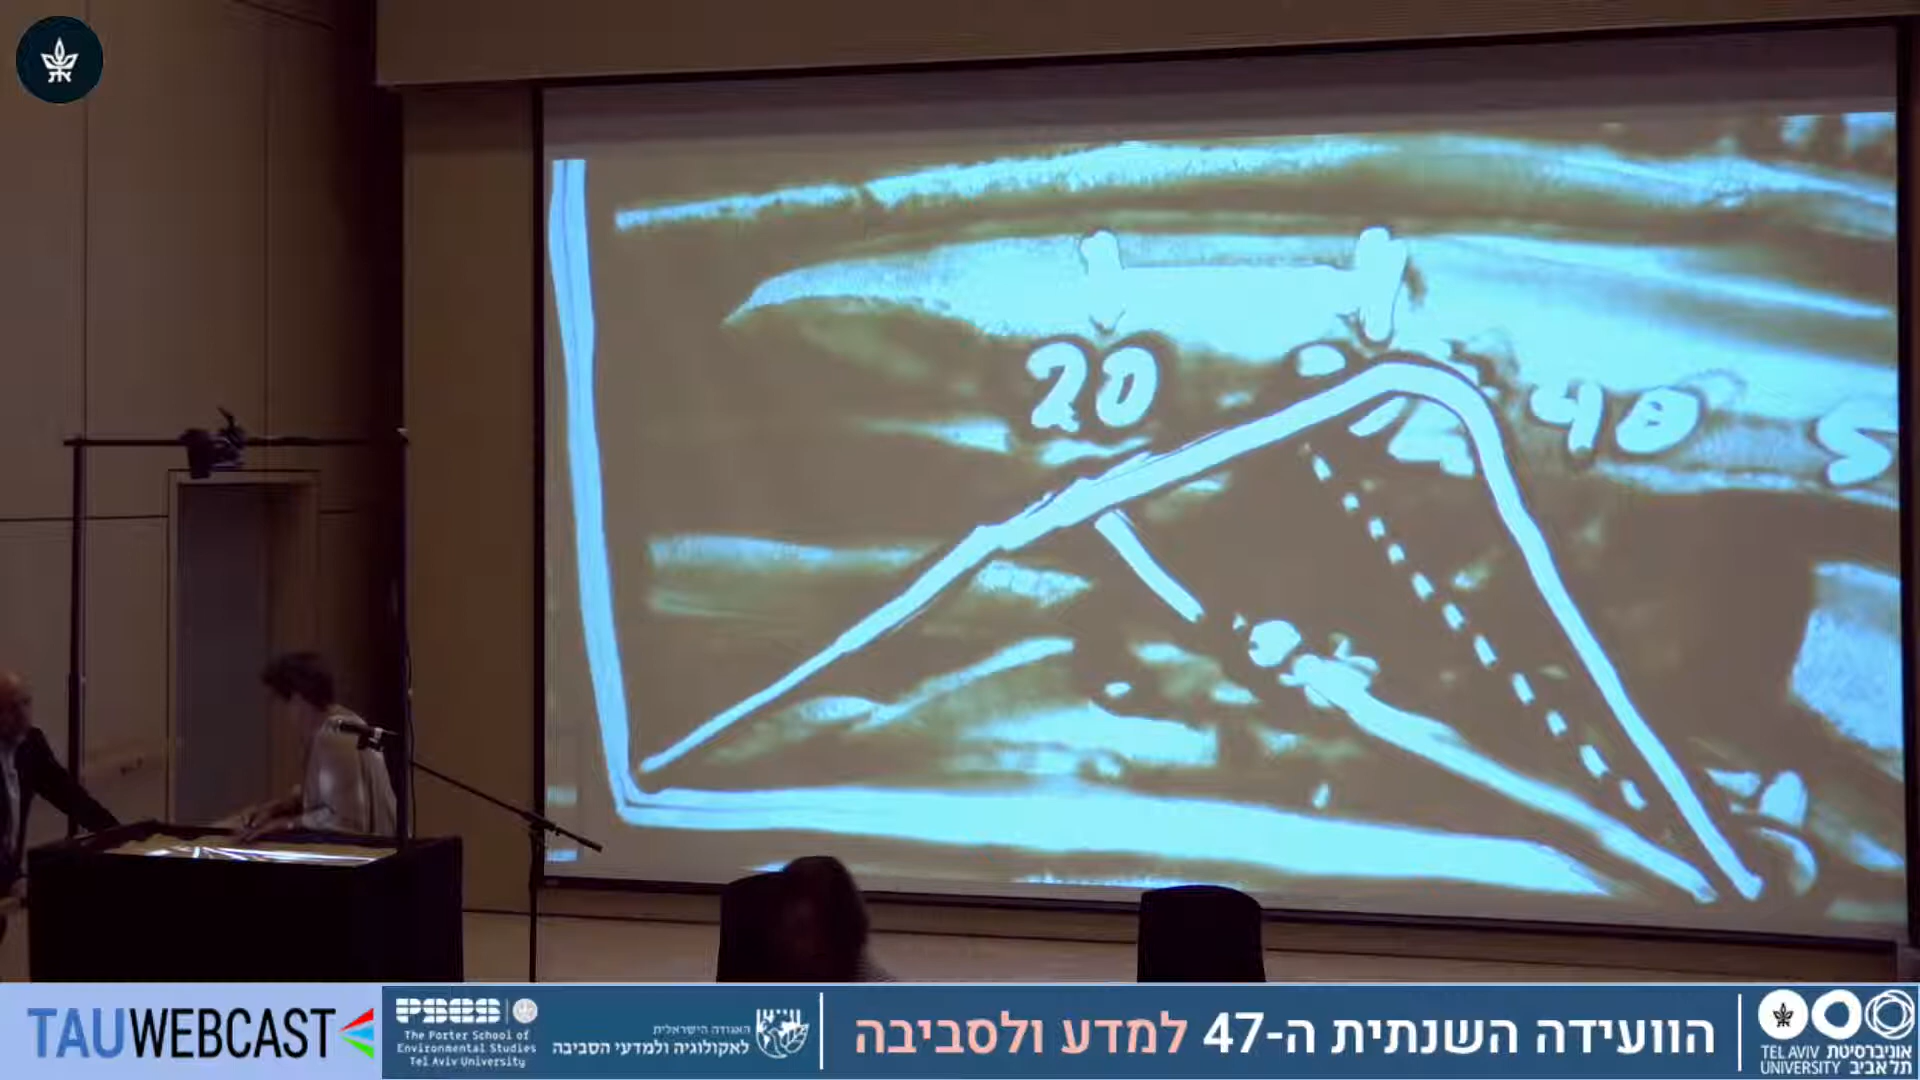 20
40
5
TAUWEBCAST
PSES
The Porter School of
Environmental Studies
Tel Aviv University
האגודה הישראלית
לאקולוגיה ולמדעי הסביבה
הוועידה השנתית ה-47 למדע ולסביבה
TEL AVIV אוניברסיטת
UNIVERSITY תל אביב